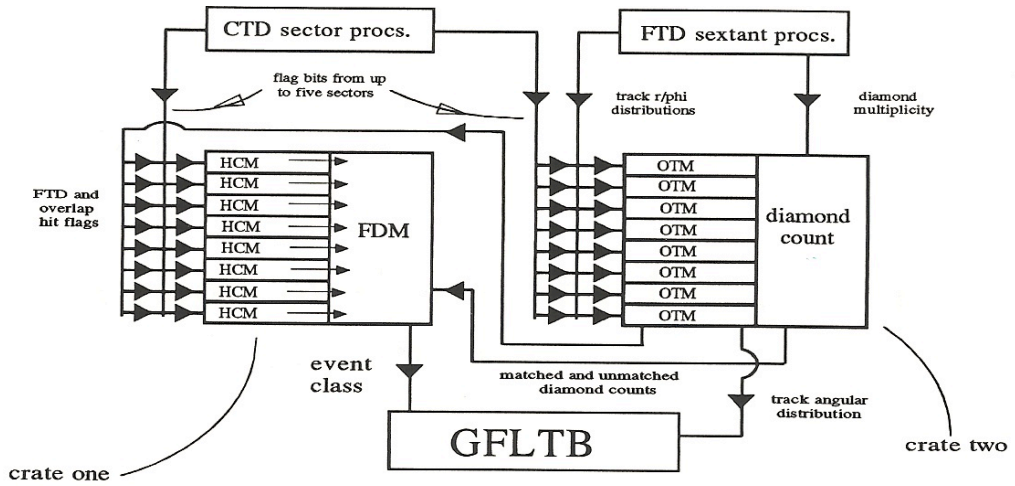 CTD sector procs.
FTD sextant procs.
flag bits from up
to five sectors
track r/phi
distributions
diamond
multiplicity
FTD and
overlap
hit flags
HCM
HCM
HCM
HCM
HCM
HCM
HCM
HCM
FDM
OTM
OTM
OTM
OTM
OTM
OTM
OTM
OTM
diamond
count
event
class
matched and unmatched
diamond counts
track angular
distribution
GFLTB
crate one
crate two